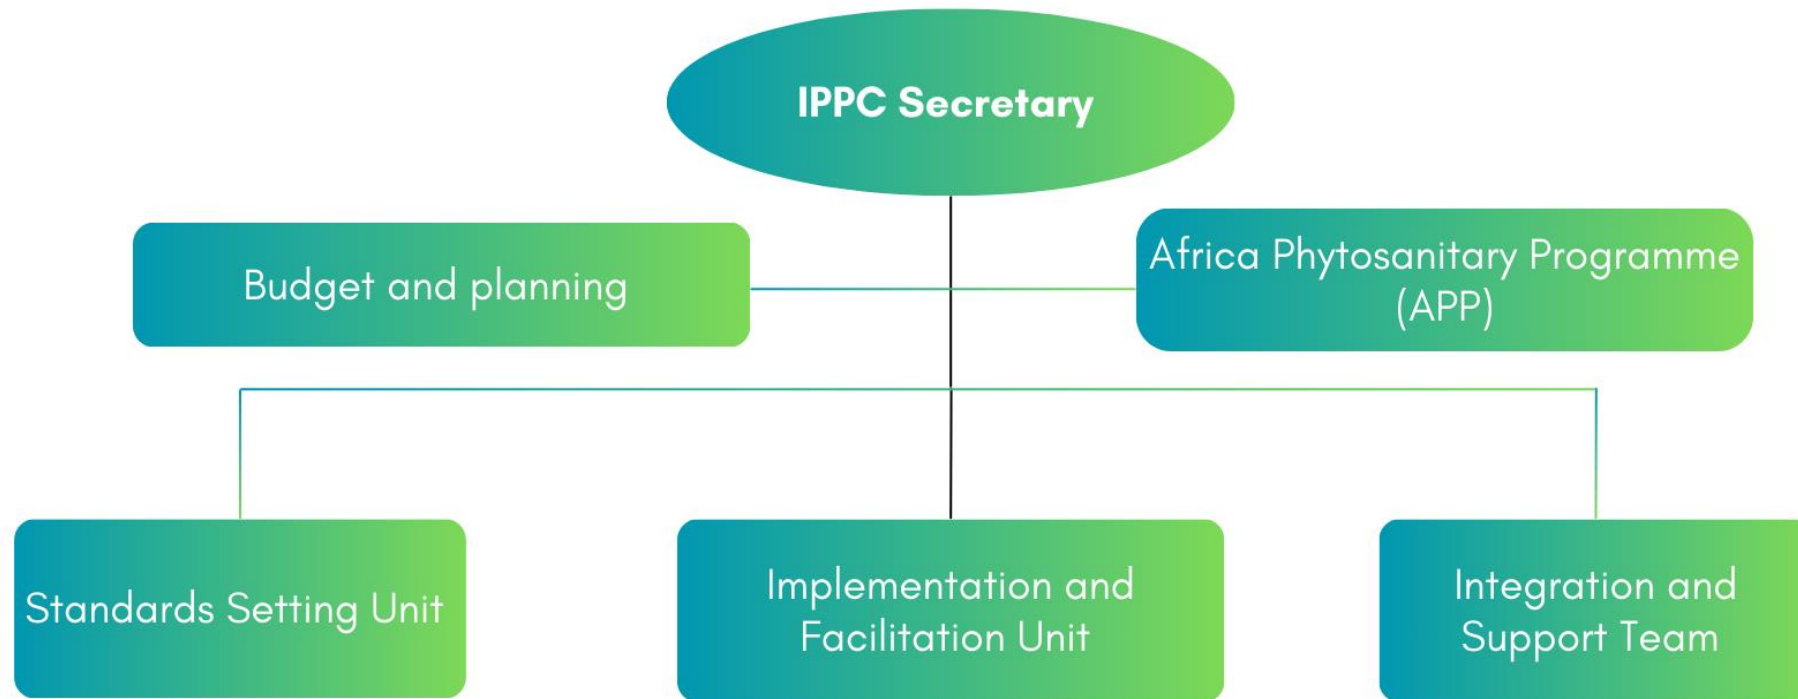 IPPC Secretary
Budget and planning
Africa Phytosanitary Programme
(APP)
Standards Setting Unit
Implementation and
Facilitation Unit
Integration and
Support Team